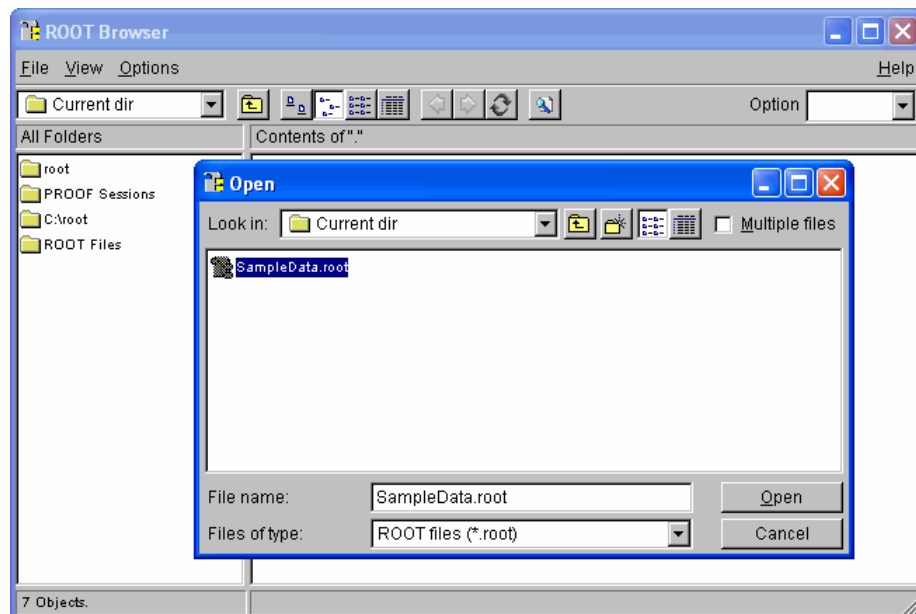 ROOT Browser
File View Options Help
Current dir Option
All Folders Contents of"."
root
PROOF Sessions
C:\root
ROOT Files
Open
Look in: Current dir Multiple files
SampleData.root
File name: SampleData.root Open
Files of type: ROOT files (*.root) Cancel
7 Objects.